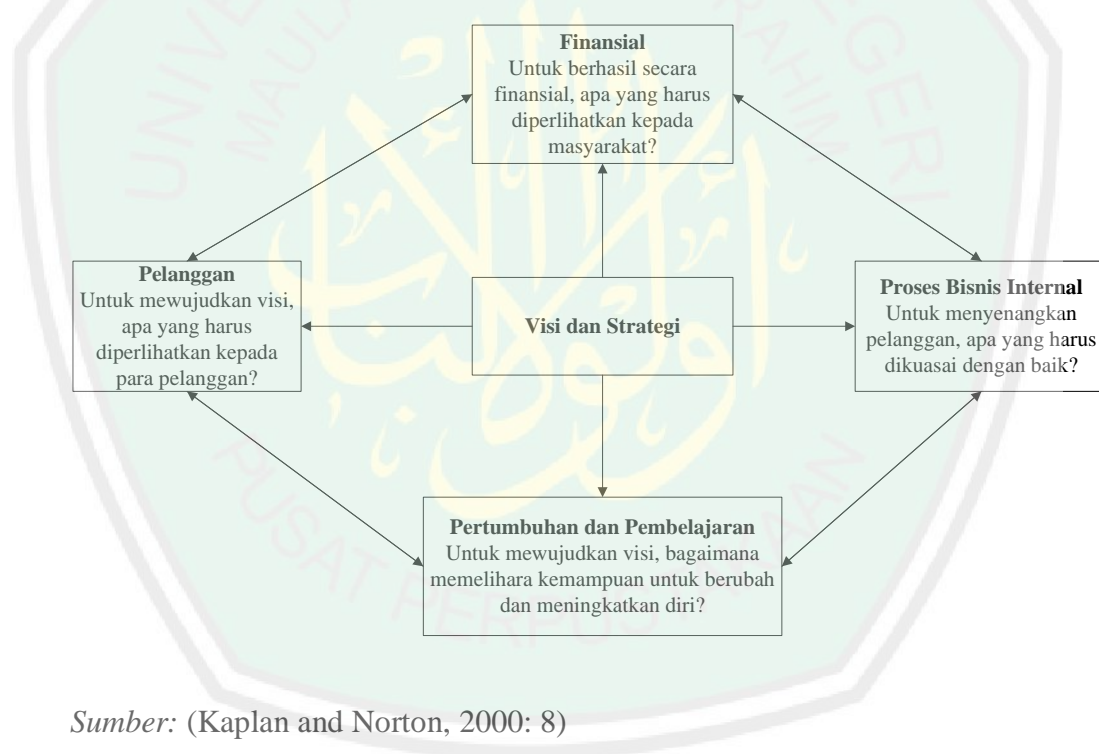 Finansial
Untuk berhasil secara
finansial, apa yang harus
diperlihatkan kepada
masyarakat?
Pelanggan
Untuk mewujudkan visi,
apa yang harus
diperlihatkan kepada
para pelanggan?
Visi dan Strategi
Proses Bisnis Internal
Untuk menyenangkan
pelanggan, apa yang harus
dikuasai dengan baik?
Pertumbuhan dan Pembelajaran
Untuk mewujudkan visi, bagaimana
memelihara kemampuan untuk berubah
dan meningkatkan diri?
Sumber: (Kaplan and Norton, 2000: 8)
PUSAT PERPUSTAKAAN